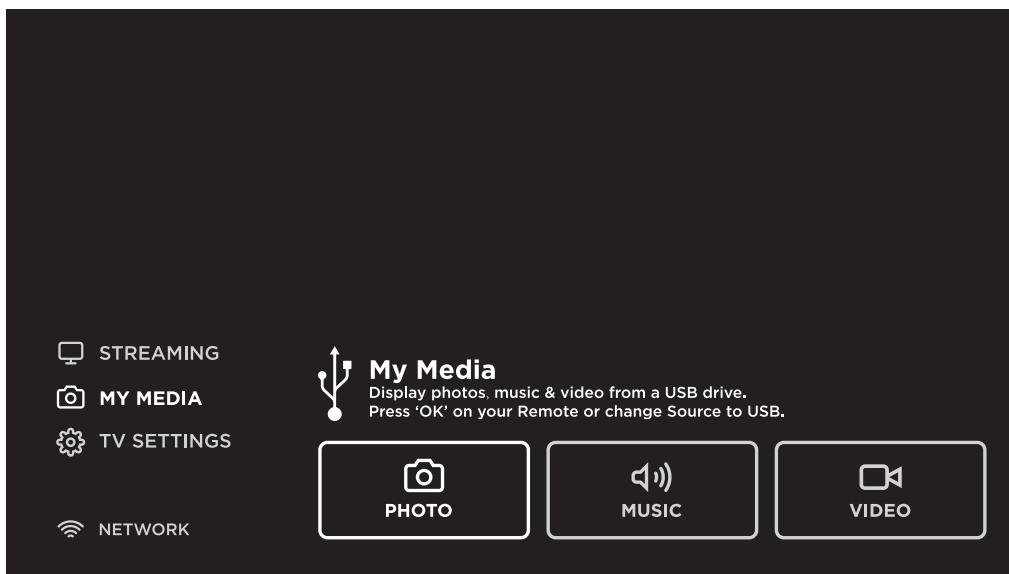 STREAMING
MY MEDIA
TV SETTINGS
NETWORK
My Media
Display photos, music & video from a USB drive.
Press ‘OK’ on your Remote or change Source to USB.
PHOTO
MUSIC
VIDEO